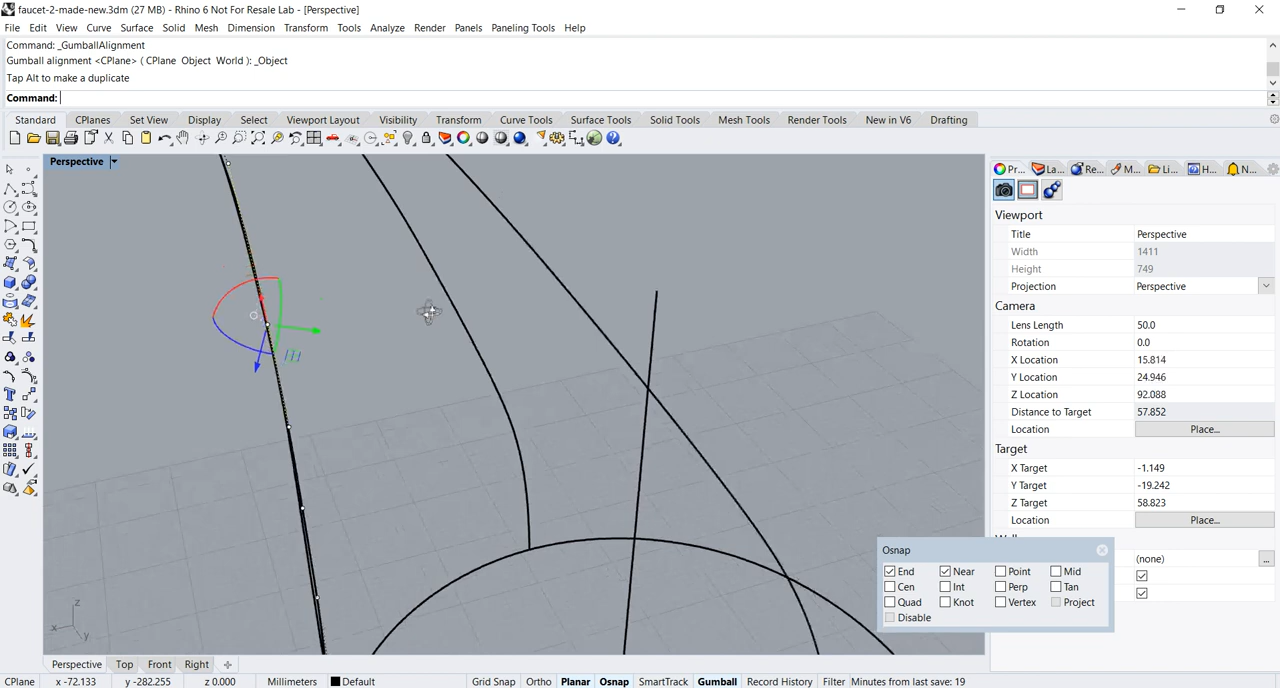 faucet-2-made-new.3dm (27 MB) - Rhino 6 Not For Resale Lab - [Perspective]
File Edit View Curve Surface Solid Mesh Dimension Transform Tools Analyze Render Panels Paneling Tools Help
Command: _GumballAlignment
Gumball alignment <CPlane> ( CPlane Object World ): _Object
Tap Alt to make a duplicate
Command:
Standard CPlanes Set View Display Select Viewport Layout Visibility Transform Curve Tools Surface Tools Solid Tools Mesh Tools Render Tools New in V6 Drafting
Perspective
Pr... La... Re... M... Li... H... N...
Viewport
Title Perspective
Width 1411
Height 749
Projection Perspective
Camera
Lens Length 50.0
Rotation 0.0
X Location 15.814
Y Location 24.946
Z Location 92.088
Distance to Target 57.852
Location Place...
Target
X Target -1.149
Y Target -19.242
Z Target 58.823
Location Place...
(none) ...
Osnap
End Near Point Mid
Cen Int Perp Tan
Quad Knot Vertex Project
Disable
z
x y
Perspective Top Front Right
CPlane x -72.133 y -282.255 z 0.000 Millimeters Default Grid Snap Ortho Planar Osnap SmartTrack Gumball Record History Filter Minutes from last save: 19